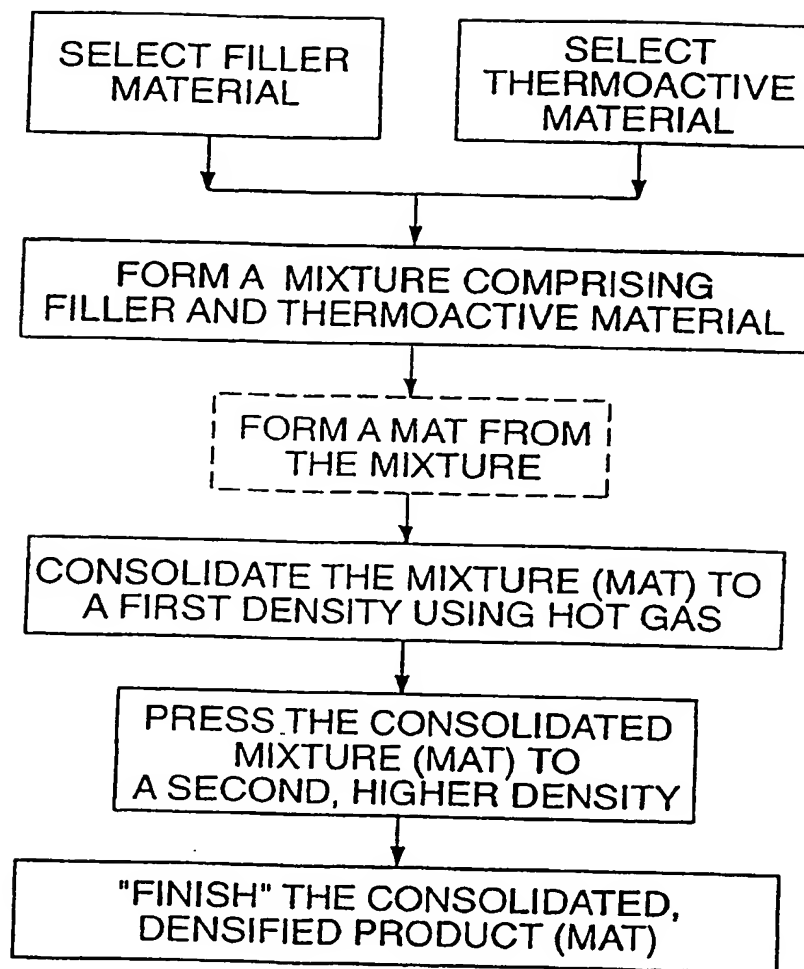 SELECT FILLER
MATERIAL
SELECT
THERMOACTIVE
MATERIAL
FORM A MIXTURE COMPRISING
FILLER AND THERMOACTIVE MATERIAL
FORM A MAT FROM
THE MIXTURE
CONSOLIDATE THE MIXTURE (MAT) TO
A FIRST DENSITY USING HOT GAS
PRESS THE CONSOLIDATED
MIXTURE (MAT) TO
A SECOND, HIGHER DENSITY
"FINISH" THE CONSOLIDATED,
DENSIFIED PRODUCT (MAT)